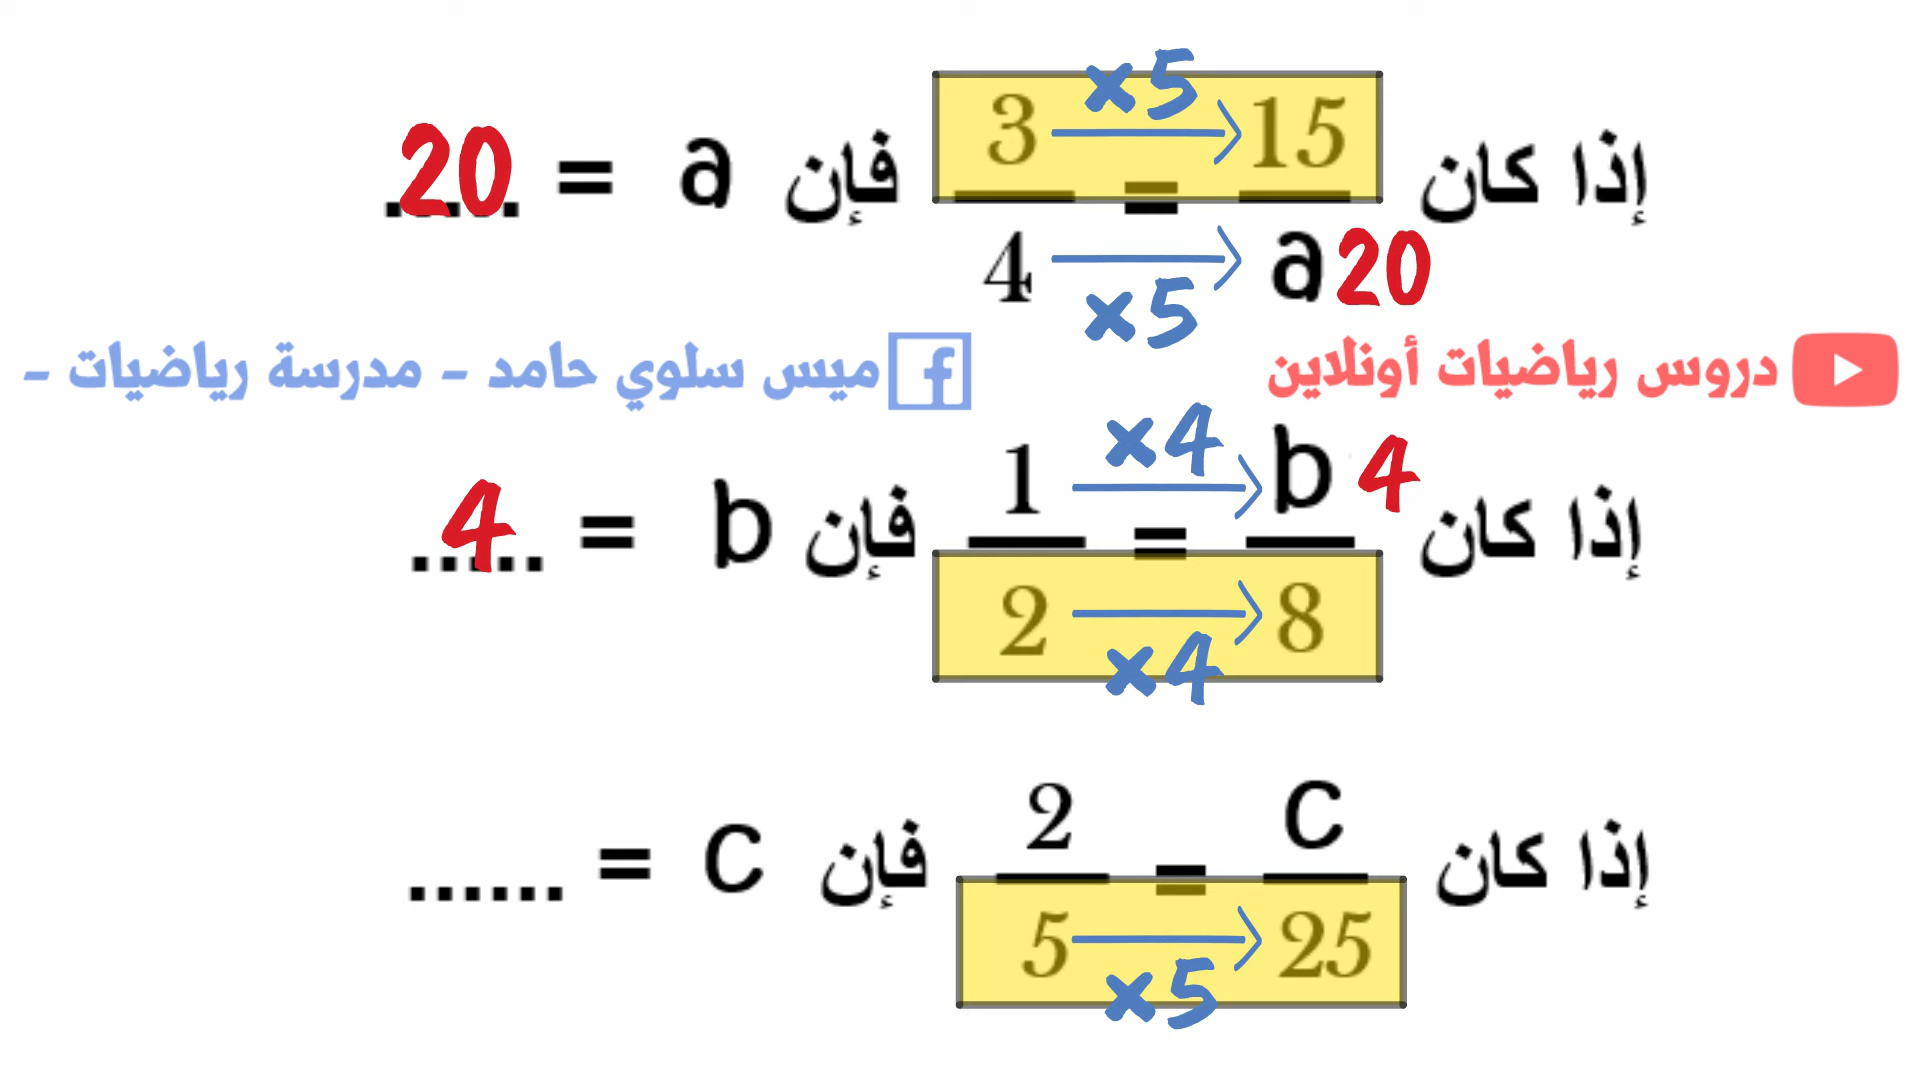 ×5
إذا كان 3 → 15 فإن a = 20
4 → a 20
×5
دروس رياضيات أونلاين
ميس سلوي حامد - مدرسة رياضيات -
×4
إذا كان 1 = b 4 فإن b = 4
2 → 8
×4
إذا كان 2 = c فإن c = ......
5 → 25
×5